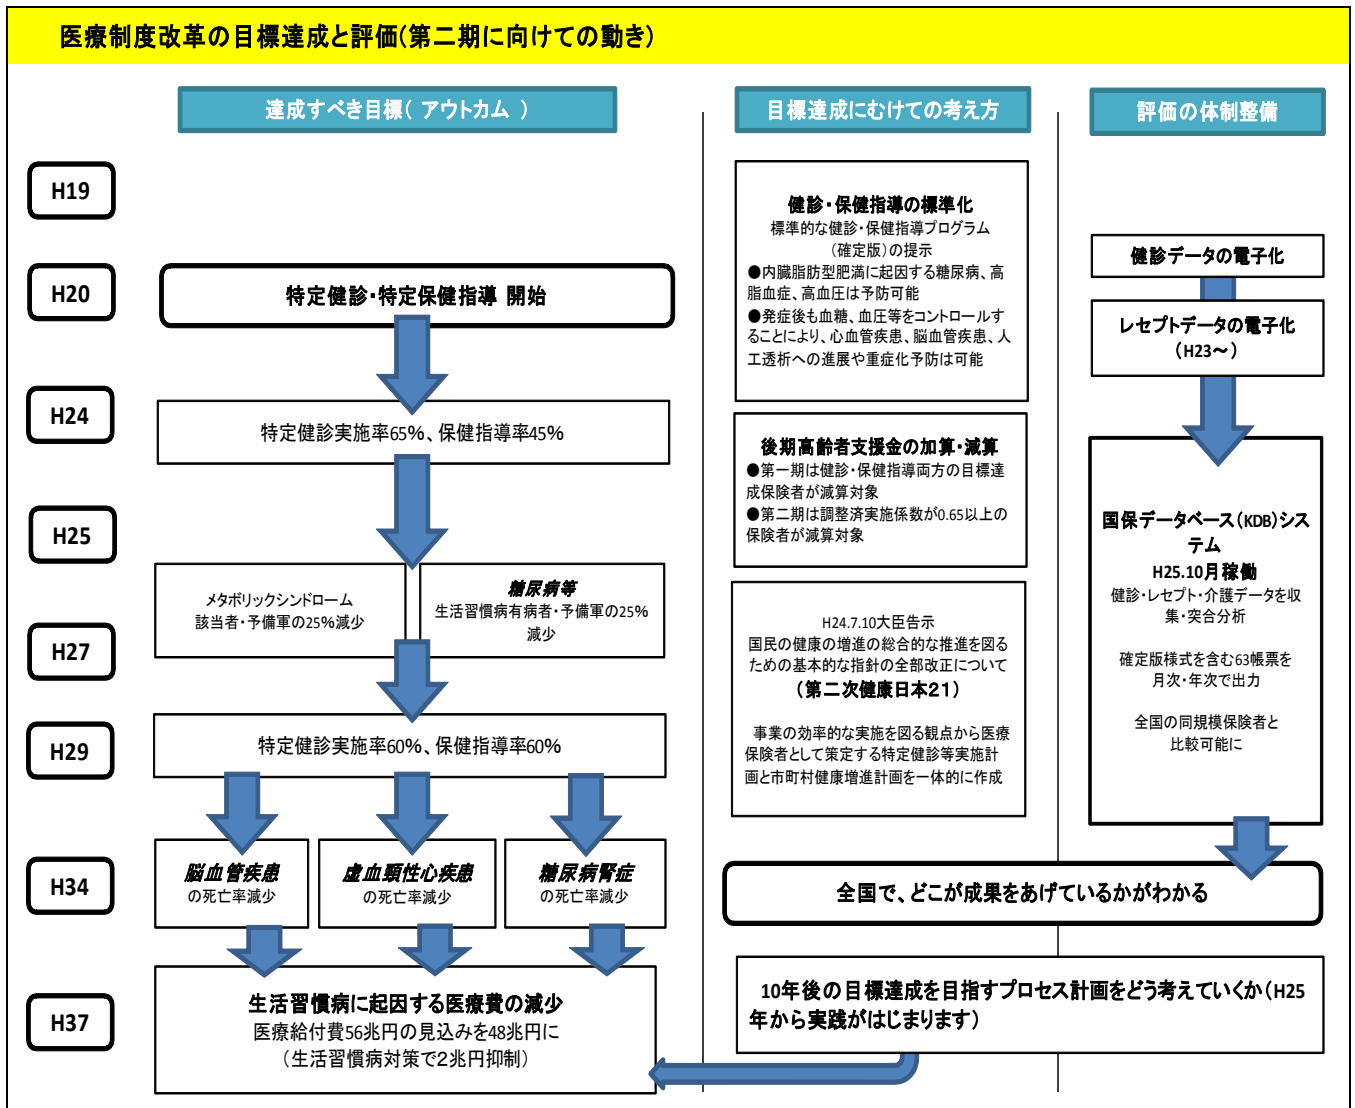 医療制度改革の目標達成と評価(第二期に向けての動き)
達成すべき目標( アウトカム )
目標達成にむけての考え方
評価の体制整備
H19
H20
H24
H25
H27
H29
H34
H37
特定健診・特定保健指導 開始
特定健診実施率65%、保健指導率45%
メタボリックシンドローム
該当者・予備軍の25%減少
糖尿病等
生活習慣病有病者・予備軍の25%
減少
特定健診実施率60%、保健指導率60%
脳血管疾患
の死亡率減少
虚血頸性心疾患
の死亡率減少
糖尿病腎症
の死亡率減少
生活習慣病に起因する医療費の減少
医療給付費56兆円の見込みを48兆円に
(生活習慣病対策で2兆円抑制)
健診・保健指導の標準化
標準的な健診・保健指導プログラム
(確定版)の提示
●内臓脂肪型肥満に起因する糖尿病、高
脂血症、高血圧は予防可能
●発症後も血糖、血圧等をコントロールす
ることにより、心血管疾患、脳血管疾患、人
工透析への進展や重症化予防は可能
後期高齢者支援金の加算・減算
●第一期は健診・保健指導両方の目標達
成保険者が減算対象
●第二期は調整済実施係数が0.65以上の
保険者が減算対象
H24.7.10大臣告示
国民の健康の増進の総合的な推進を図る
ための基本的な指針の全部改正について
(第二次健康日本21)
事業の効率的な実施を図る観点から医療
保険者として策定する特定健診等実施計
画と市町村健康増進計画を一体的に作成
健診データの電子化
レセプトデータの電子化
(H23~)
国保データベース(KDB)シス
テム
H25.10月稼働
健診・レセプト・介護データを収
集・突合分析
確定版様式を含む63帳票を
月次・年次で出力
全国の同規模保険者と
比較可能に
全国で、どこが成果をあげているかがわかる
10年後の目標達成を目指すプロセス計画をどう考えていくか(H25
年から実践がはじまります)